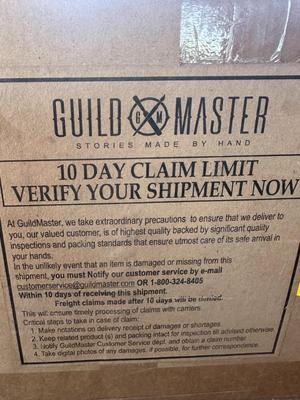 GUILD GM MASTER
STORIES MADE BY HAND
10 DAY CLAIM LIMIT
VERIFY YOUR SHIPMENT NOW
At GuildMaster, we take extraordinary precautions to ensure that we deliver to
you, our valued customer, is of highest quality backed by significant quality
inspections and packing standards that ensure utmost care of its safe arrival in
your hands.
In the unlikely event that an item is damaged or missing from this
shipment, you must Notify our customer service by e-mail
customerservice@guildmaster.com OR 1-800-324-8405
Within 10 days of receiving this shipment.
Freight claims made after 10 days will be denied.
This will ensure timely processing of claims with carriers.
Critical steps to take in case of claim:
1. Make notations on delivery receipt of damages or shortages.
2. Keep related product (s) and packing intact for inspection till advised otherwise.
3. Notify GuildMaster Customer Service dept. and obtain a claim number.
4. Take digital photos of any damages, if possible, for further correspondence.